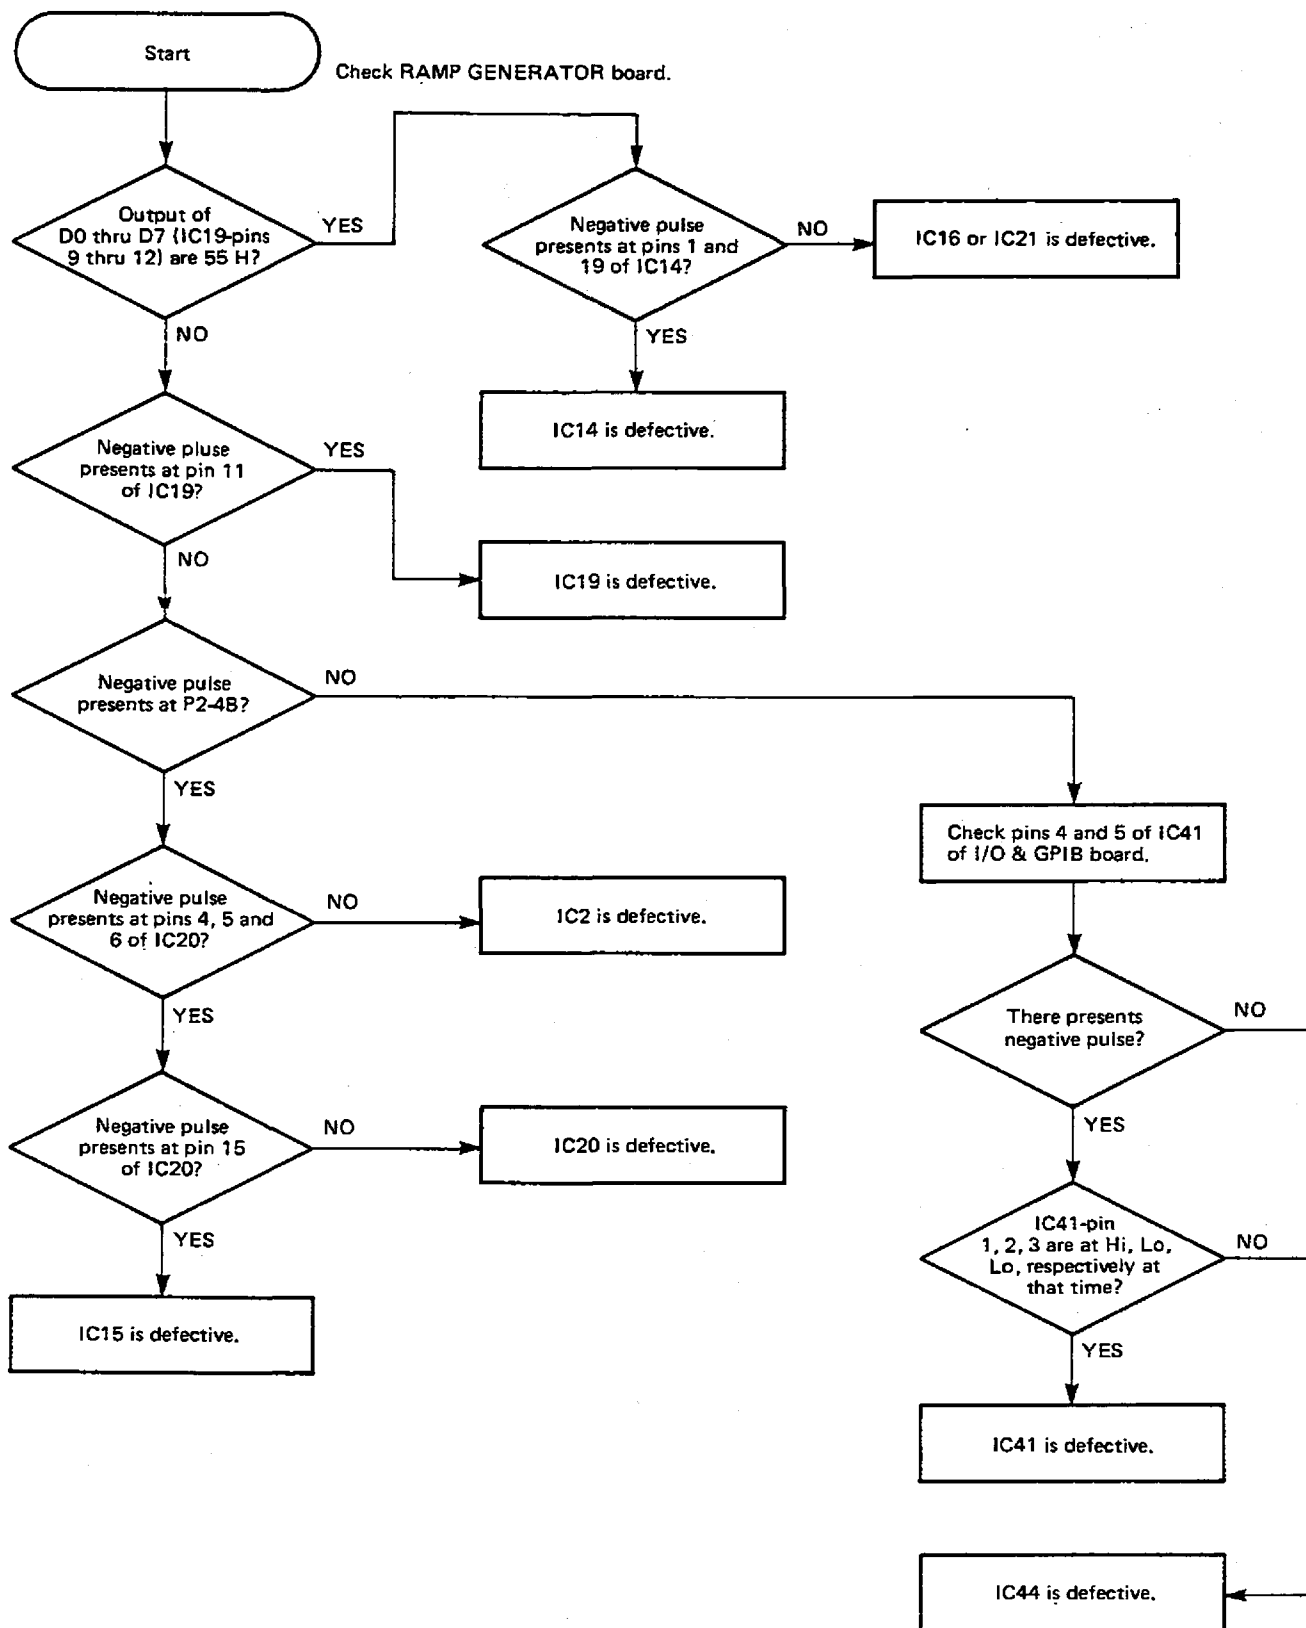 Start
Check RAMP GENERATOR board.
Output of
D0 thru D7 (IC19-pins
9 thru 12) are 55 H?
YES
NO
Negative pulse
presents at pins 1 and
19 of IC14?
NO
IC16 or IC21 is defective.
YES
IC14 is defective.
Negative pluse
presents at pin 11
of IC19?
YES
NO
IC19 is defective.
Negative pulse
presents at P2-4B?
NO
YES
Check pins 4 and 5 of IC41
of I/O & GPIB board.
Negative pulse
presents at pins 4, 5 and
6 of IC20?
NO
IC2 is defective.
YES
There presents
negative pulse?
NO
YES
Negative pulse
presents at pin 15
of IC20?
NO
IC20 is defective.
YES
IC15 is defective.
IC41-pin
1, 2, 3 are at Hi, Lo,
Lo, respectively at
that time?
NO
YES
IC41 is defective.
IC44 is defective.